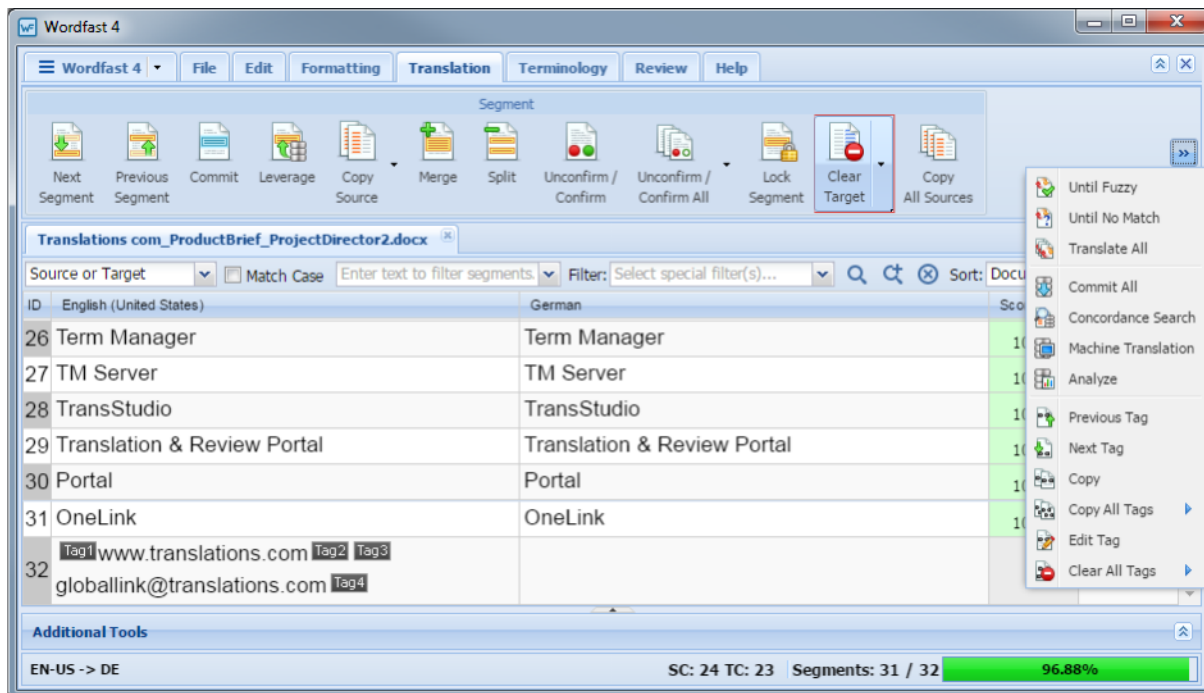 Wordfast 4
Wordfast 4 File Edit Formatting Translation Terminology Review Help
Segment
Next Segment
Previous Segment
Commit
Leverage
Copy Source
Merge
Split
Unconfirm / Confirm
Unconfirm / Confirm All
Lock Segment
Clear Target
Copy All Sources
Until Fuzzy
Until No Match
Translate All
Commit All
Concordance Search
Machine Translation
Analyze
Previous Tag
Next Tag
Copy
Copy All Tags
Edit Tag
Clear All Tags
Translations com_ProductBrief_ProjectDirector2.docx
Source or Target Match Case Enter text to filter segments. Filter: Select special filter(s)... Sort:
ID English (United States) German
26 Term Manager Term Manager
27 TM Server TM Server
28 TransStudio TransStudio
29 Translation & Review Portal Translation & Review Portal
30 Portal Portal
31 OneLink OneLink
32 Tag1 www.translations.com Tag2 Tag3
globallink@translations.com Tag4
Additional Tools
EN-US -> DE SC: 24 TC: 23 Segments: 31 / 32 96.88%